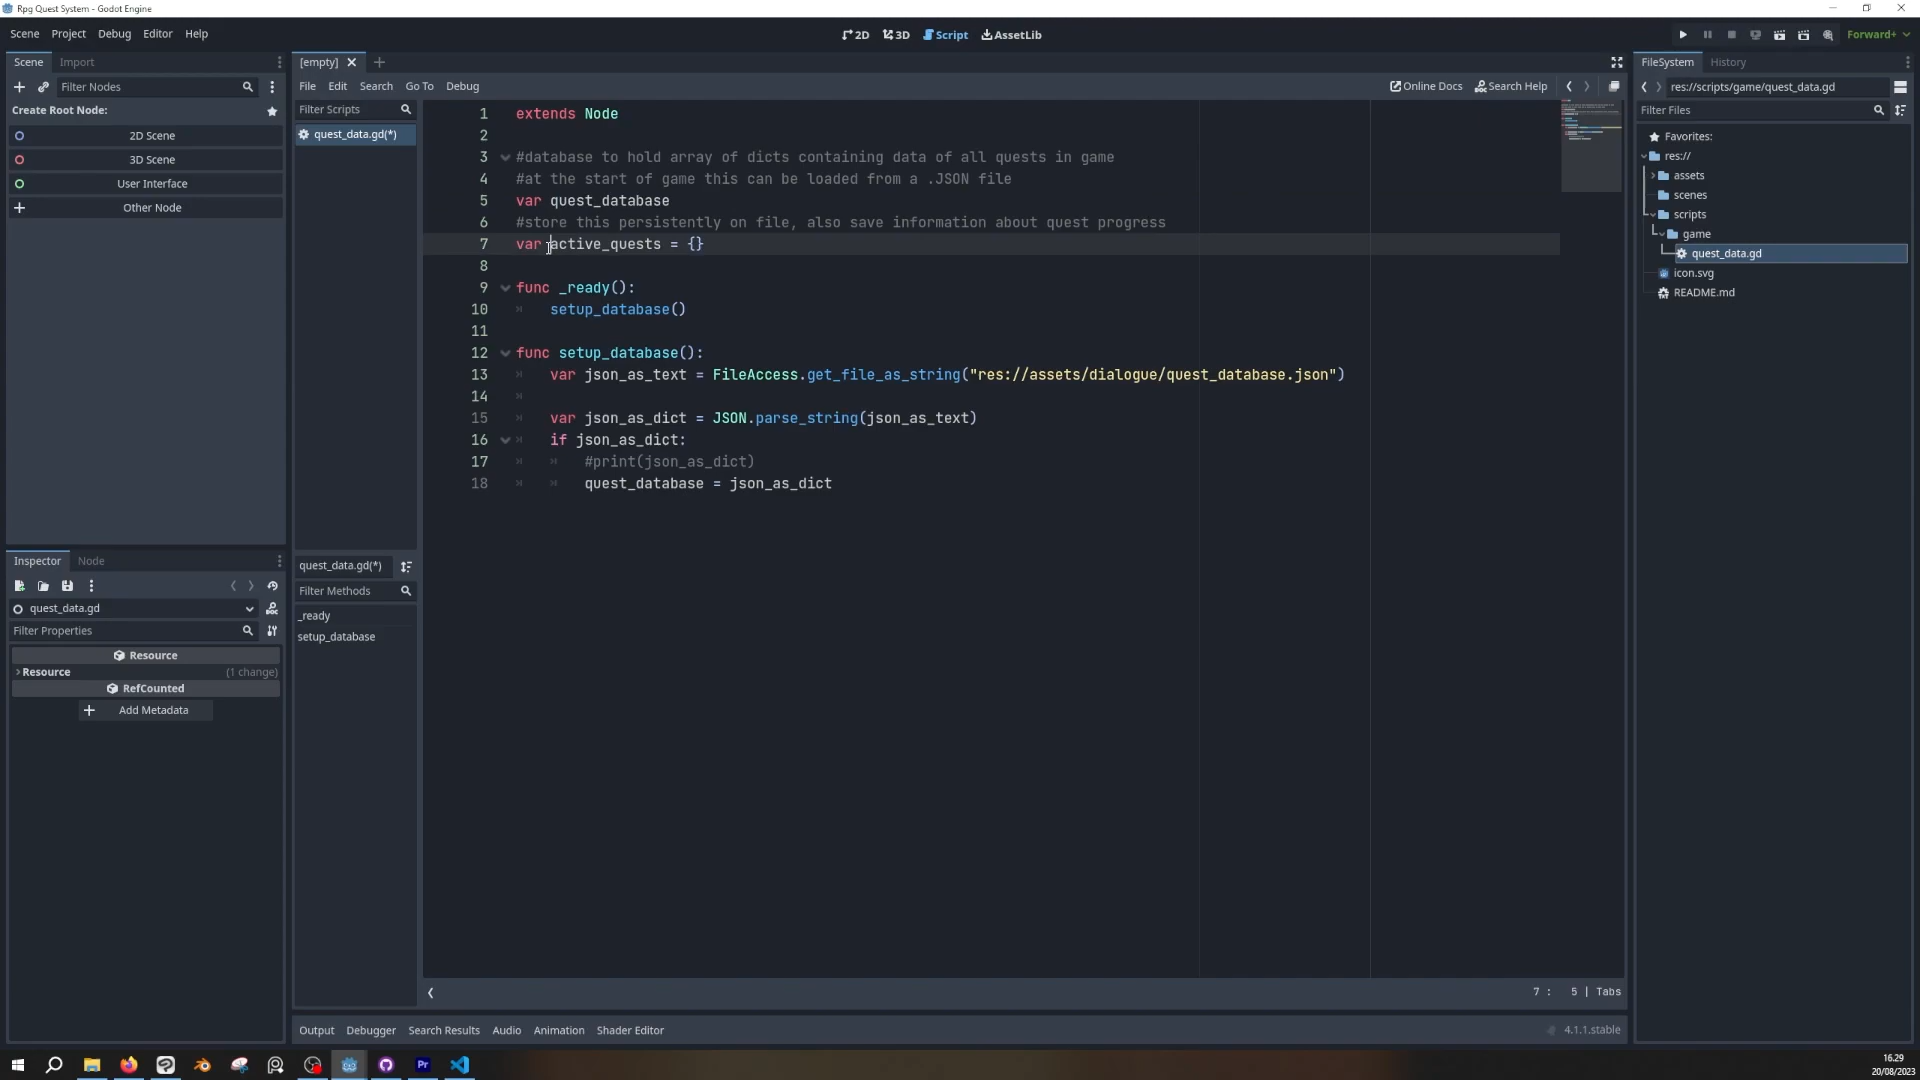 Rpg Quest System - Godot Engine
Scene Project Debug Editor Help
2D 3D Script AssetLib
Forward+
Scene Import
Filter Nodes
Create Root Node:
2D Scene
3D Scene
User Interface
Other Node
Inspector Node
quest_data.gd
Filter Properties
Resource
Resource (1 change)
RefCounted
Add Metadata
[empty]
File Edit Search Go To Debug
Online Docs Search Help
Filter Scripts
quest_data.gd(*)
quest_data.gd(*)
Filter Methods
_ready
setup_database
1 extends Node
2
3 #database to hold array of dicts containing data of all quests in game
4 #at the start of game this can be loaded from a .JSON file
5 var quest_database
6 #store this persistently on file, also save information about quest progress
7 var active_quests = {}
8
9 func _ready():
10 setup_database()
11
12 func setup_database():
13 var json_as_text = FileAccess.get_file_as_string("res://assets/dialogue/quest_database.json")
14
15 var json_as_dict = JSON.parse_string(json_as_text)
16 if json_as_dict:
17 #print(json_as_dict)
18 quest_database = json_as_dict
7 : 5 | Tabs
Output Debugger Search Results Audio Animation Shader Editor
4.1.1.stable
FileSystem History
res://scripts/game/quest_data.gd
Filter Files
Favorites:
res://
assets
scenes
scripts
game
quest_data.gd
icon.svg
README.md
Pr
16.29
20/08/2023